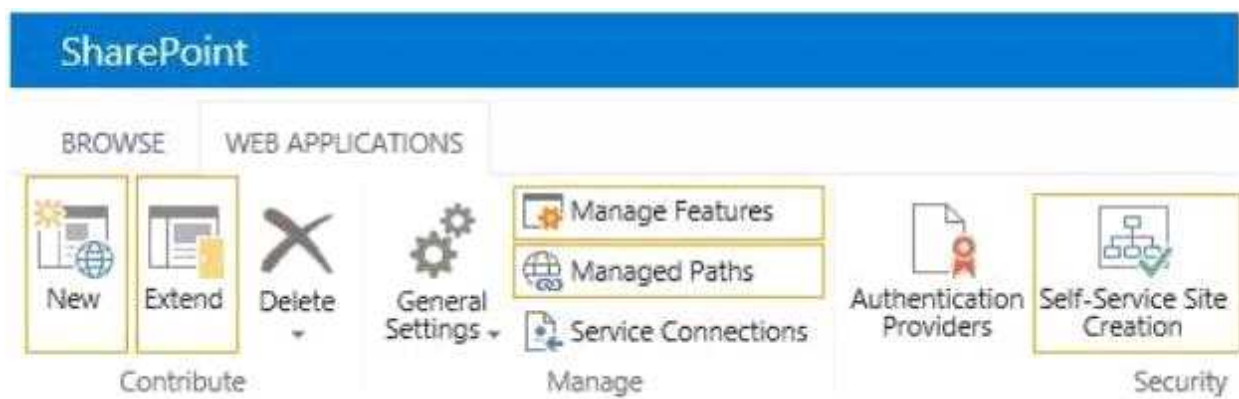 SharePoint
BROWSE
WEB APPLICATIONS
New
Extend
Delete
General
Settings
Manage Features
Managed Paths
Service Connections
Authentication
Providers
Self-Service Site
Creation
Contribute
Manage
Security